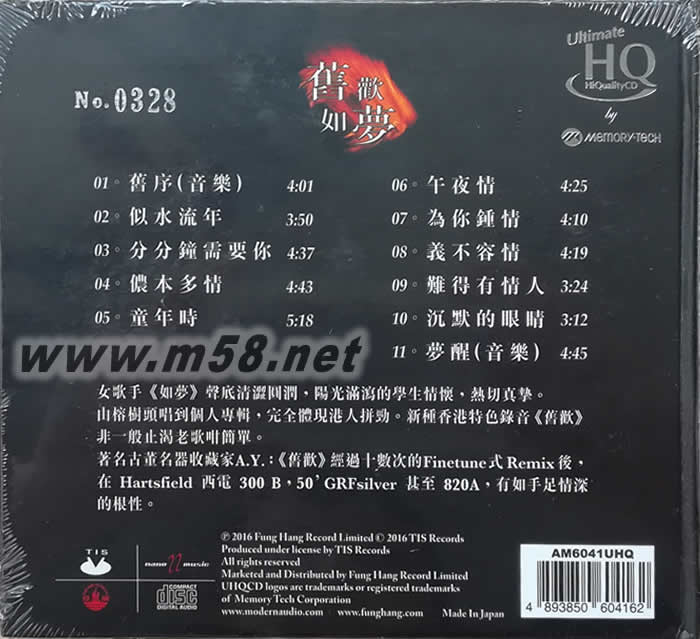 No.0328
舊歡
如夢
Ultimate
HQ
HiQualityCD
by
MEMORY-TECH
01。舊序(音樂) 4:01
02。似水流年 3:50
03。分分鐘需要你 4:37
04。儂本多情 4:43
05。童年時 5:18
06。午夜情 4:25
07。為你鍾情 4:10
08。義不容情 4:19
09。難得有情人 3:24
10。沉默的眼睛 3:12
11。夢醒(音樂) 4:45
www.m58.net
女歌手《如夢》聲底清澀圓潤，陽光滿瀉的學生情懷，熱切真摯。
由榕樹頭唱到個人專輯，完全體現港人拼勁。新種香港特色錄音《舊歡》
非一般止渴老歌咁簡單。
著名古董名器收藏家A.Y.：《舊歡》經過十數次的Finetune式Remix後，
在 Hartsfield 西電 300 B，50' GRFsilver 甚至 820A，有如手足情深
的根性。
TIS
nano n music
COMPACT
disc
DIGITAL AUDIO
℗ 2016 Fung Hang Record Limited © 2016 TIS Records
Produced under license by TIS Records
All rights reserved
Marketed and Distributed by Fung Hang Record Limited
UHQCD logos are trademarks or registered trademarks
of Memory Tech Corporation
www.modernaudio.com www.funghang.com Made In Japan
AM6041UHQ
4 893850 604162